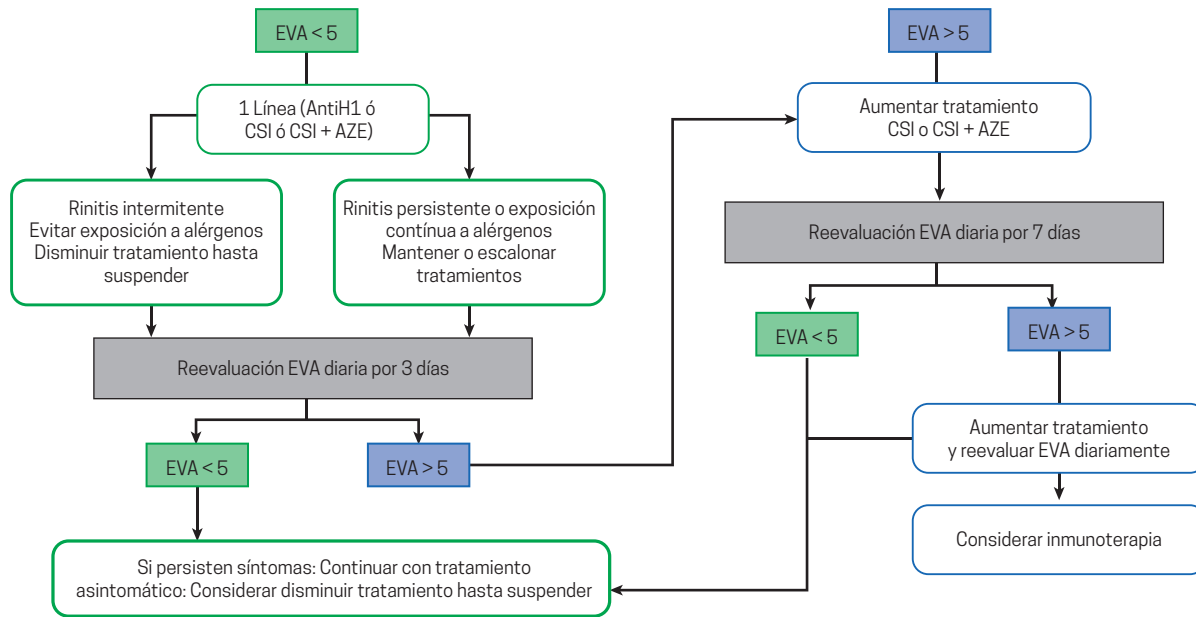 EVA < 5
1 Línea (AntiH1 ó
CSI ó CSI + AZE)
Rinitis intermitente
Evitar exposición a alérgenos
Disminuir tratamiento hasta
suspender
Rinitis persistente o exposición
contínua a alérgenos
Mantener o escalonar
tratamientos
Reevaluación EVA diaria por 3 días
EVA < 5
EVA > 5
Si persisten síntomas: Continuar con tratamiento
asintomático: Considerar disminuir tratamiento hasta suspender
EVA > 5
Aumentar tratamiento
CSI o CSI + AZE
Reevaluación EVA diaria por 7 días
EVA < 5
EVA > 5
Aumentar tratamiento
y reevaluar EVA diariamente
Considerar inmunoterapia